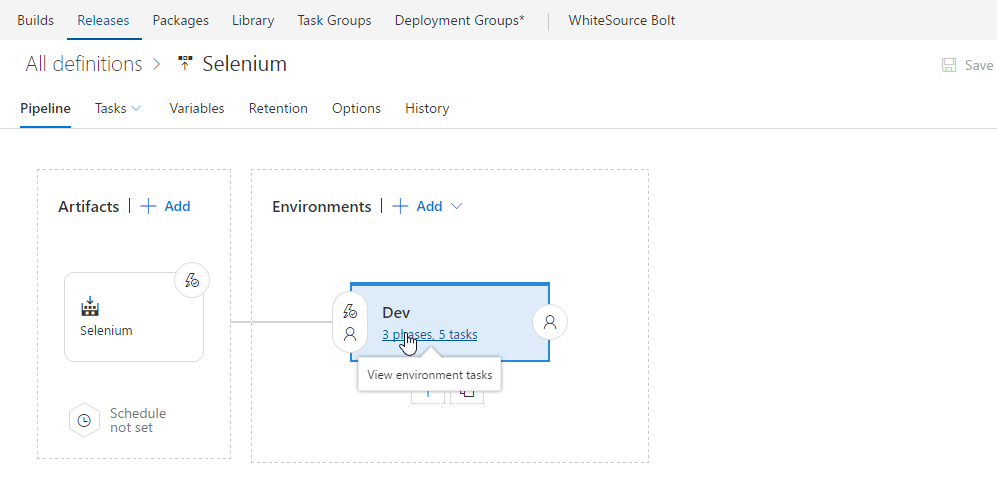 Builds Releases Packages Library Task Groups Deployment Groups* WhiteSource Bolt
All definitions > Selenium Save
Pipeline Tasks Variables Retention Options History
Artifacts | + Add
Environments | + Add
Selenium
Dev
3 phases, 5 tasks
View environment tasks
Schedule
not set